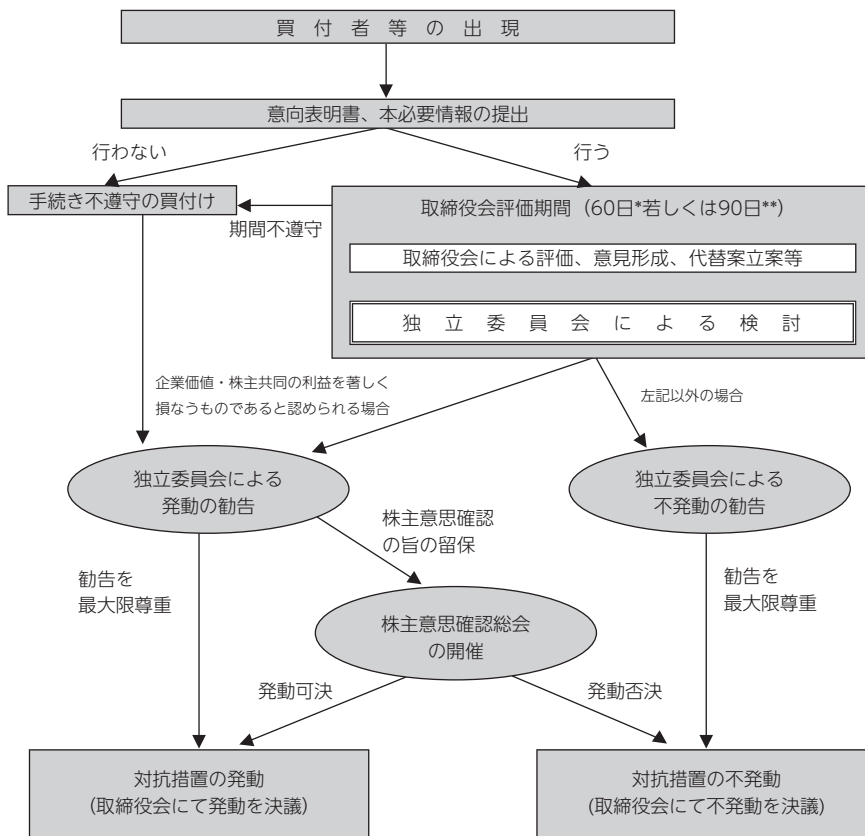 買付者等の出現
意向表明書、本必要情報の提出
行わない
行う
手続き不遵守の買付け
期間不遵守
取締役会評価期間（60日*若しくは90日**）
取締役会による評価、意見形成、代替案立案等
独立委員会による検討
企業価値・株主共同の利益を著しく
損なうものであると認められる場合
左記以外の場合
独立委員会による
発動の勧告
独立委員会による
不発動の勧告
株主意思確認
の旨の留保
勧告を
最大限尊重
勧告を
最大限尊重
株主意思確認総会
の開催
発動可決
発動否決
対抗措置の発動
(取締役会にて発動を決議)
対抗措置の不発動
(取締役会にて不発動を決議)